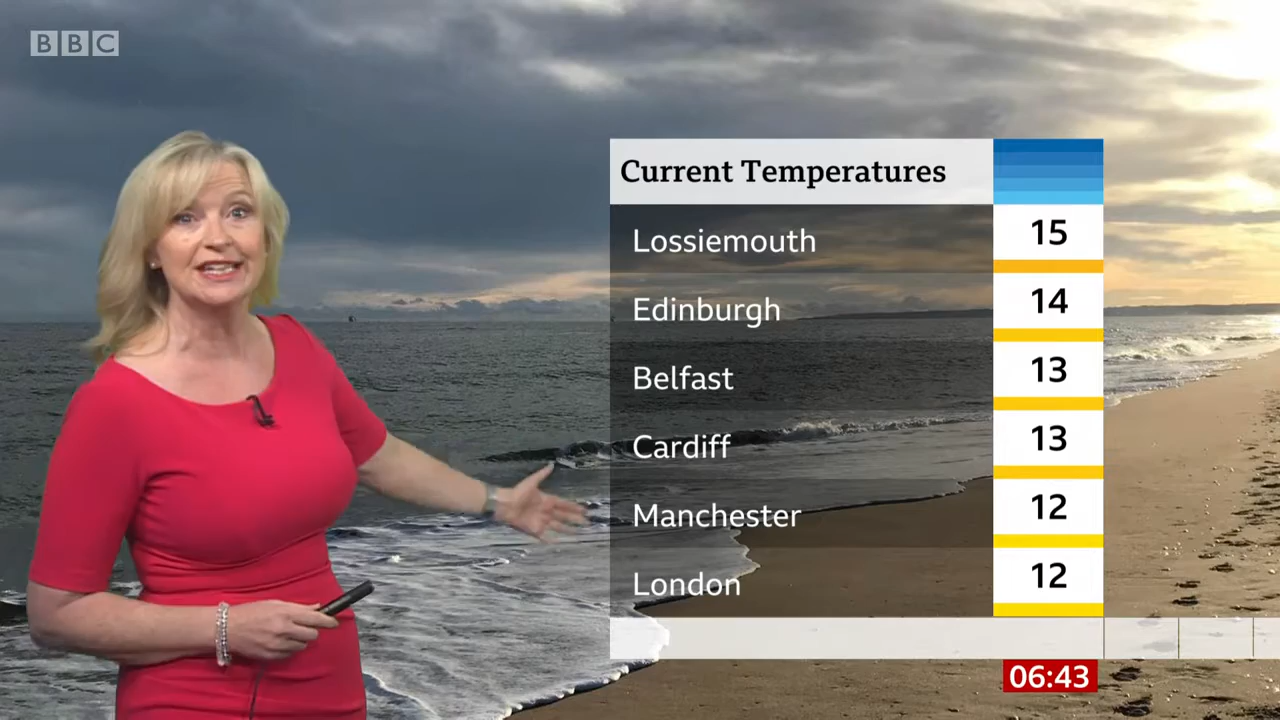 BBC
Current Temperatures
Lossiemouth 15
Edinburgh 14
Belfast 13
Cardiff 13
Manchester 12
London 12
06:43